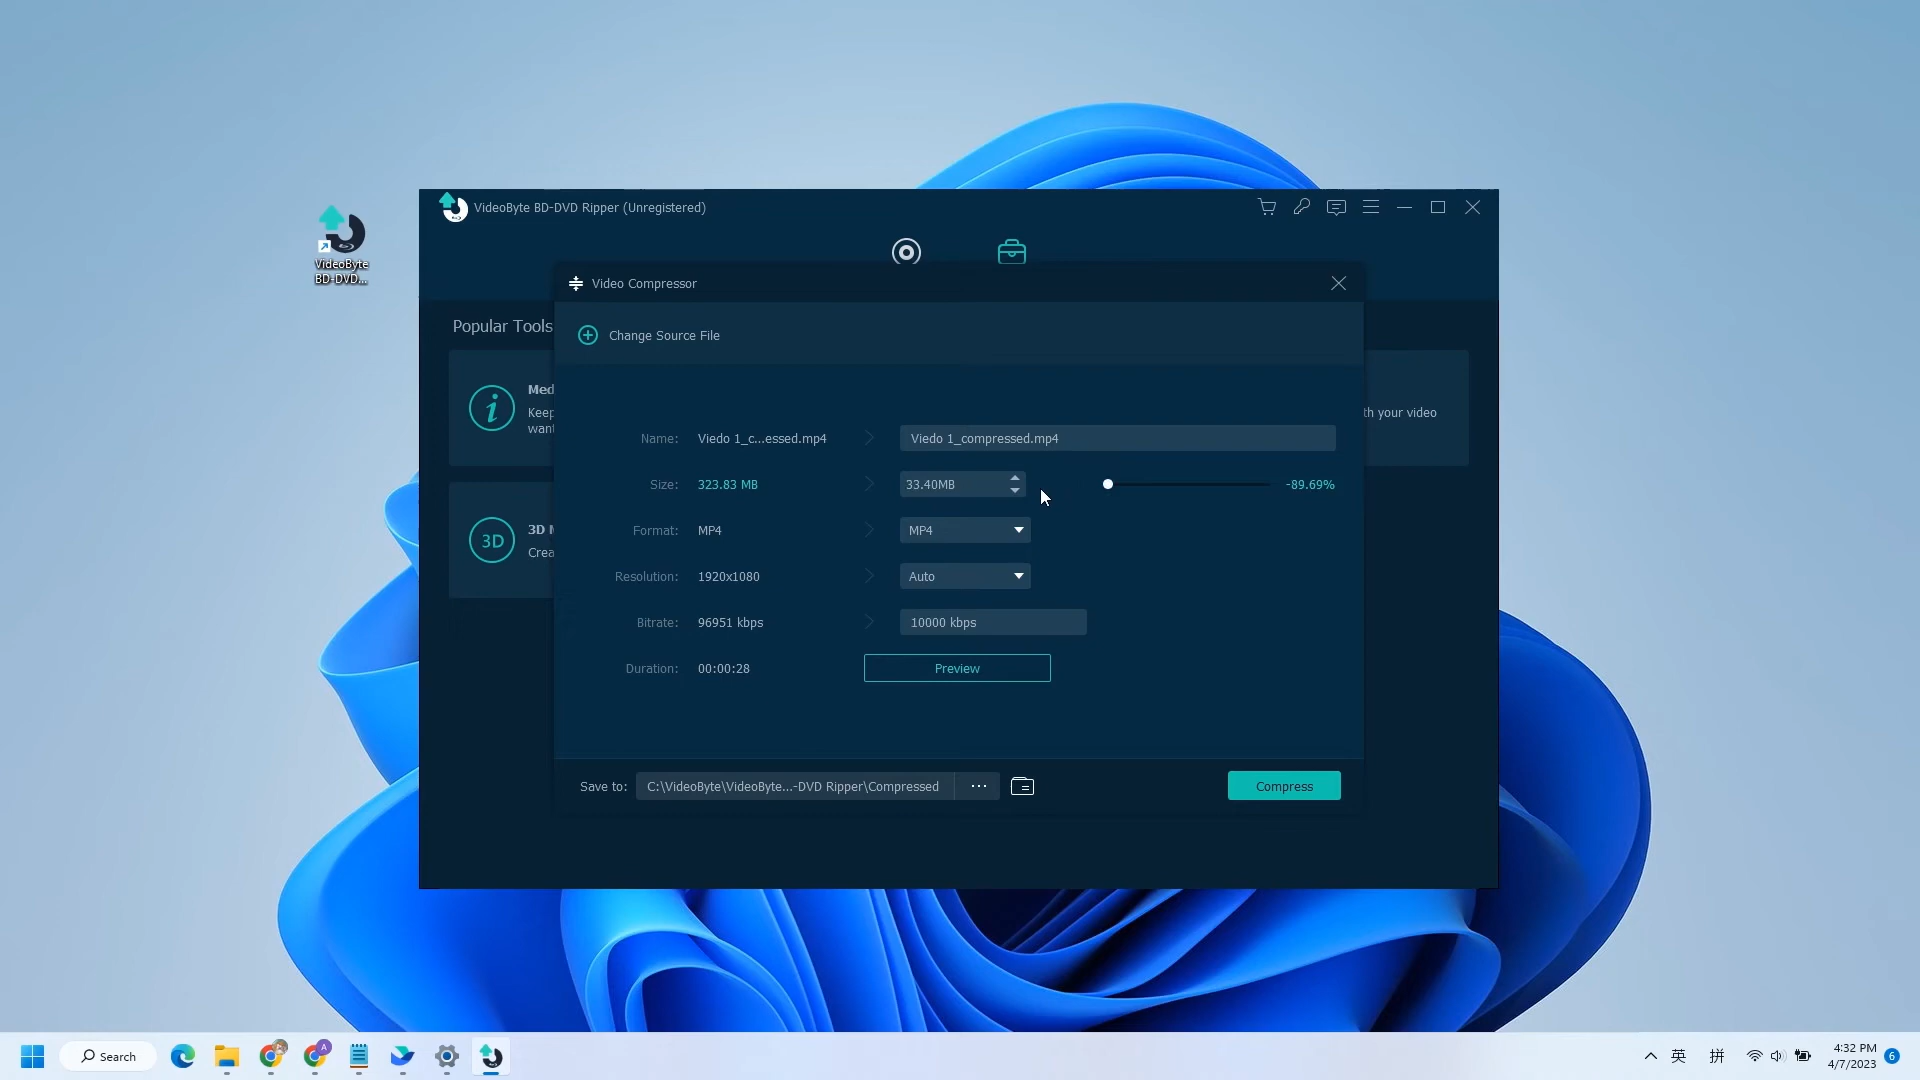 VideoByte
BD-DVD...
VideoByte BD-DVD Ripper (Unregistered)
Popular Tools
Med
Keep
want
3D
3D M
Crea
th your video
Video Compressor
Change Source File
Name: Viedo 1_c...essed.mp4 Viedo 1_compressed.mp4
Size: 323.83 MB 33.40MB -89.69%
Format: MP4 MP4
Resolution: 1920x1080 Auto
Bitrate: 96951 kbps 10000 kbps
Duration: 00:00:28 Preview
Save to: C:\VideoByte\VideoByte...-DVD Ripper\Compressed ... Compress
Search
A
英 拼
4:32 PM
4/7/2023
6